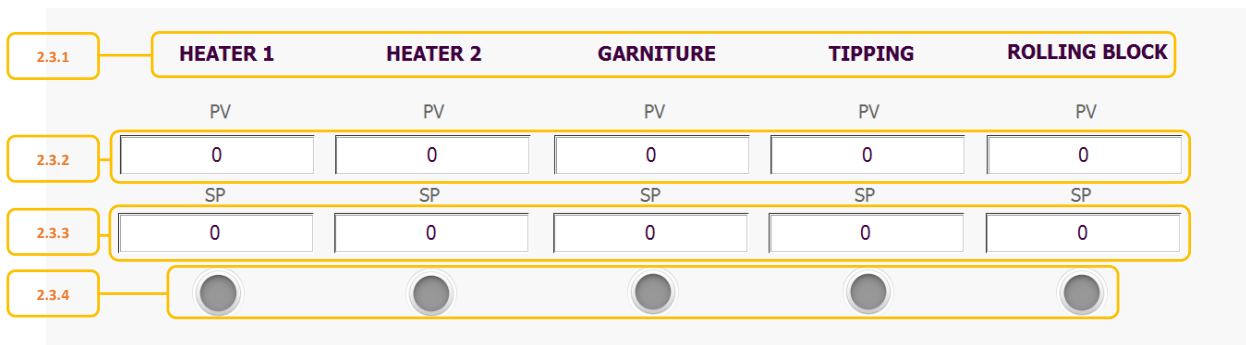 2.3.1 HEATER 1 HEATER 2 GARNITURE TIPPING ROLLING BLOCK
PV PV PV PV PV
2.3.2 0 0 0 0 0
SP SP SP SP SP
2.3.3 0 0 0 0 0
2.3.4